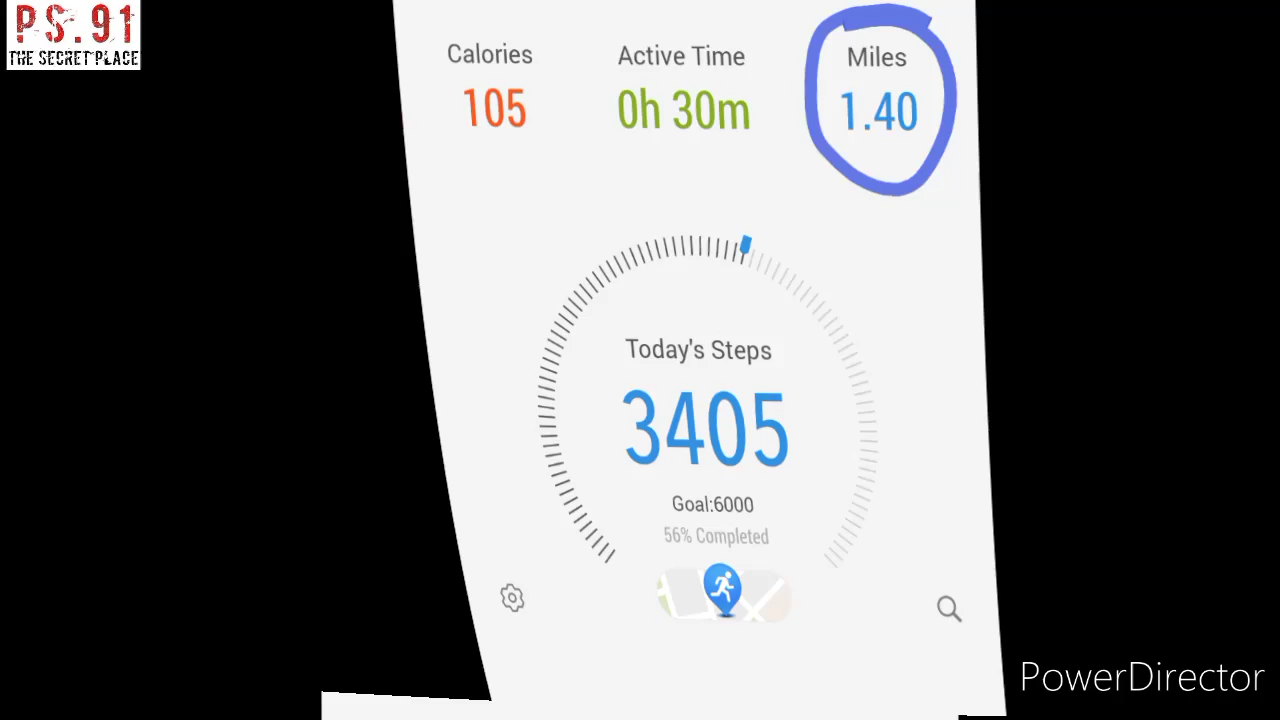 PS.91
THE SECRET PLACE
Calories
Active Time
Miles
105
0h 30m
1.40
Today's Steps
3405
Goal:6000
56% Completed
PowerDirector